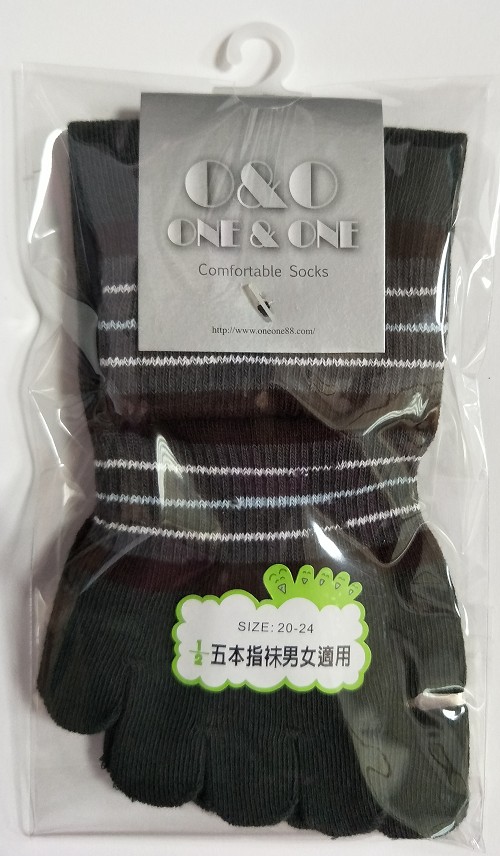 O&O
ONE & ONE
Comfortable Socks
http://www.oneone88.com/
SIZE: 20-24
1/2五本指袜男女適用